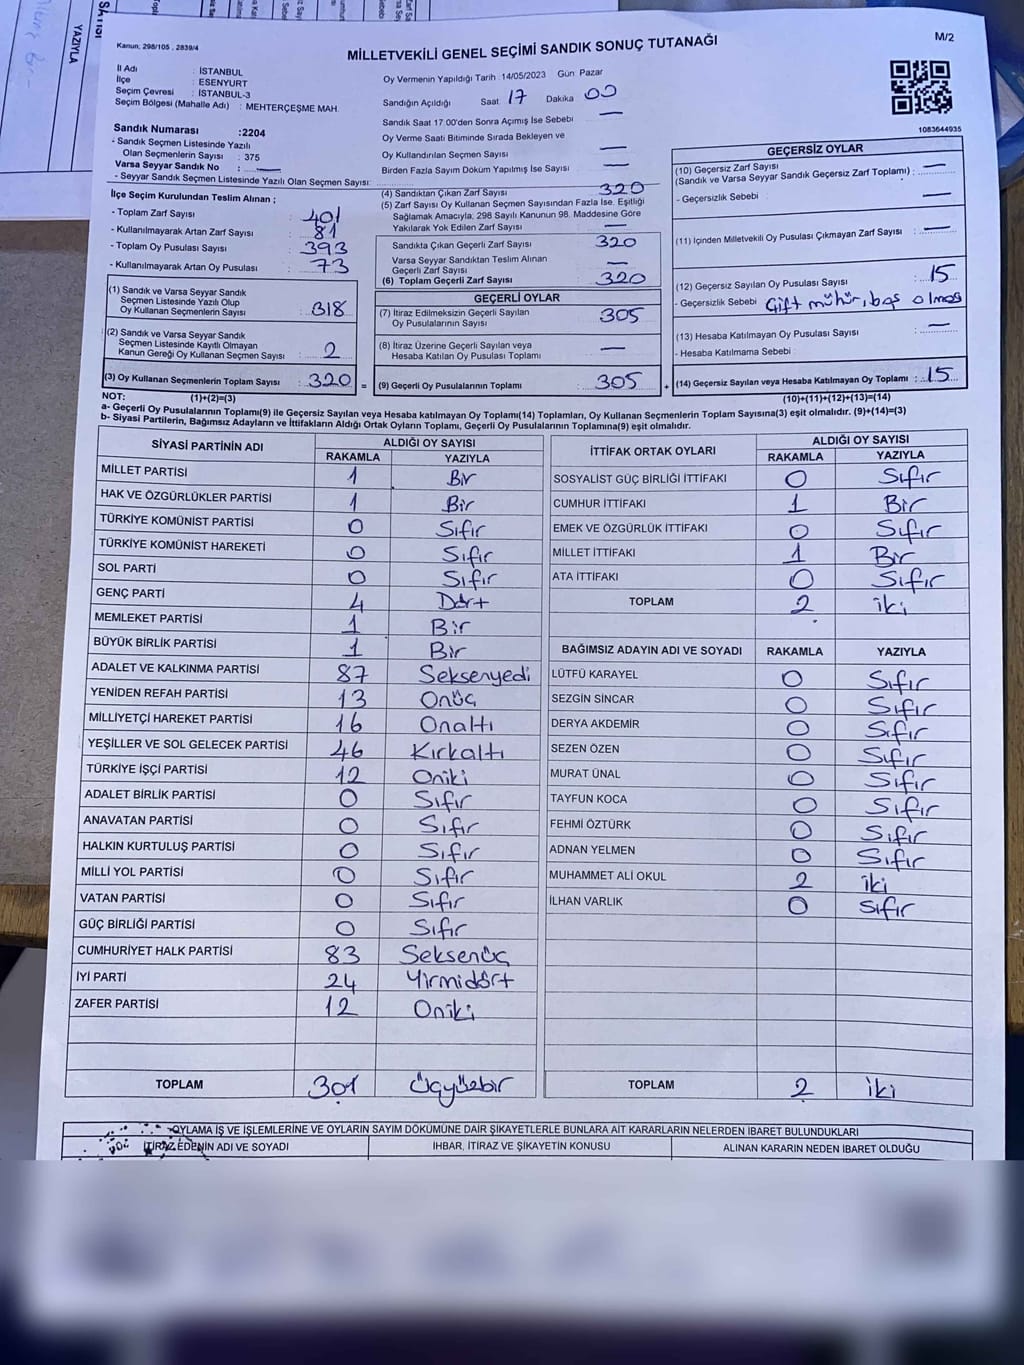 Kanun; 298/105 , 2839/4
MİLLETVEKİLİ GENEL SEÇİMİ SANDIK SONUÇ TUTANAĞI
M/2
İl Adı : İSTANBUL
İlçe : ESENYURT
Seçim Çevresi : İSTANBUL-3
Seçim Bölgesi (Mahalle Adı) : MEHTERÇEŞME MAH.
Sandık Numarası :2204
- Sandık Seçmen Listesinde Yazılı
Olan Seçmenlerin Sayısı : 375
Varsa Seyyar Sandık No : —
- Seyyar Sandık Seçmen Listesinde Yazılı Olan Seçmen Sayısı:
Oy Vermenin Yapıldığı Tarih :14/05/2023 Gün: Pazar
Sandığın Açıldığı Saat 17 Dakika 00
Sandık Saat 17:00'den Sonra Açımış İse Sebebi —
Oy Verme Saati Bitiminde Sırada Bekleyen ve
Oy Kullandırılan Seçmen Sayısı —
Birden Fazla Sayım Döküm Yapılmış İse Sayısı —
1083644935
İlçe Seçim Kurulundan Teslim Alınan ;
- Toplam Zarf Sayısı : 401
- Kullanılmayarak Artan Zarf Sayısı : 81
- Toplam Oy Pusulası Sayısı : 393
- Kullanılmayarak Artan Oy Pusulası : 73
(1) Sandık ve Varsa Seyyar Sandık
Seçmen Listesinde Yazılı Olup
Oy Kullanan Seçmenlerin Sayısı : 318
(2) Sandık ve Varsa Seyyar Sandık
Seçmen Listesinde Kayıtlı Olmayan
Kanun Gereği Oy Kullanan Seçmen Sayısı : 2
(3) Oy Kullanan Seçmenlerin Toplam Sayısı : 320 =
(4) Sandıktan Çıkan Zarf Sayısı 320
(5) Zarf Sayısı Oy Kullanan Seçmen Sayısından Fazla İse, Eşitliği
Sağlamak Amacıyla; 298 Sayılı Kanunun 98. Maddesine Göre
Yakılarak Yok Edilen Zarf Sayısı —
Sandıkta Çıkan Geçerli Zarf Sayısı 320
Varsa Seyyar Sandıktan Teslim Alınan
Geçerli Zarf Sayısı —
(6) Toplam Geçerli Zarf Sayısı 320
GEÇERLİ OYLAR
(7) İtiraz Edilmeksizin Geçerli Sayılan
Oy Pusulalarının Sayısı 305
(8) İtiraz Üzerine Geçerli Sayılan veya
Hesaba Katılan Oy Pusulası Toplamı —
(9) Geçerli Oy Pusulalarının Toplamı 305 +
GEÇERSİZ OYLAR
(10) Geçersiz Zarf Sayısı
(Sandık ve Varsa Seyyar Sandık Geçersiz Zarf Toplamı) : —
- Geçersizlik Sebebi —
(11) İçinden Milletvekili Oy Pusulası Çıkmayan Zarf Sayısı : —
(12) Geçersiz Sayılan Oy Pusulası Sayısı : 15
- Geçersizlik Sebebi Çift mühür, boş olması
(13) Hesaba Katılmayan Oy Pusulası Sayısı : —
- Hesaba Katılmama Sebebi :
(14) Geçersiz Sayılan veya Hesaba Katılmayan Oy Toplamı : 15
NOT: (1)+(2)=(3)
(10)+(11)+(12)+(13)=(14)
a- Geçerli Oy Pusulalarının Toplamı(9) ile Geçersiz Sayılan veya Hesaba katılmayan Oy Toplamı(14) Toplamları, Oy Kullanan Seçmenlerin Toplam Sayısına(3) eşit olmalıdır. (9)+(14)=(3)
b- Siyasi Partilerin, Bağımsız Adayların ve İttifakların Aldığı Ortak Oyların Toplamı, Geçerli Oy Pusulalarının Toplamına(9) eşit olmalıdır.
SİYASİ PARTİNİN ADI ALDIĞI OY SAYISI
RAKAMLA YAZIYLA
MİLLET PARTİSİ 1 Bir
HAK VE ÖZGÜRLÜKLER PARTİSİ 1 Bir
TÜRKİYE KOMÜNİST PARTİSİ 0 Sıfır
TÜRKİYE KOMÜNİST HAREKETİ 0 Sıfır
SOL PARTİ 0 Sıfır
GENÇ PARTİ 4 Dört
MEMLEKET PARTİSİ 1 Bir
BÜYÜK BİRLİK PARTİSİ 1 Bir
ADALET VE KALKINMA PARTİSİ 87 Seksenyedi
YENİDEN REFAH PARTİSİ 13 Onüç
MİLLİYETÇİ HAREKET PARTİSİ 16 Onaltı
YEŞİLLER VE SOL GELECEK PARTİSİ 46 Kırkaltı
TÜRKİYE İŞÇİ PARTİSİ 12 Oniki
ADALET BİRLİK PARTİSİ 0 Sıfır
ANAVATAN PARTİSİ 0 Sıfır
HALKIN KURTULUŞ PARTİSİ 0 Sıfır
MİLLİ YOL PARTİSİ 0 Sıfır
VATAN PARTİSİ 0 Sıfır
GÜÇ BİRLİĞİ PARTİSİ 0 Sıfır
CUMHURİYET HALK PARTİSİ 83 Seksenüç
İYİ PARTİ 24 Yirmidört
ZAFER PARTİSİ 12 Oniki
TOPLAM 301 Üçyüzbir
İTTİFAK ORTAK OYLARI ALDIĞI OY SAYISI
RAKAMLA YAZIYLA
SOSYALİST GÜÇ BİRLİĞİ İTTİFAKI 0 Sıfır
CUMHUR İTTİFAKI 1 Bir
EMEK VE ÖZGÜRLÜK İTTİFAKI 0 Sıfır
MİLLET İTTİFAKI 1 Bir
ATA İTTİFAKI 0 Sıfır
TOPLAM 2 iki
BAĞIMSIZ ADAYIN ADI VE SOYADI RAKAMLA YAZIYLA
LÜTFÜ KARAYEL 0 Sıfır
SEZGİN SİNCAR 0 Sıfır
DERYA AKDEMİR 0 Sıfır
SEZEN ÖZEN 0 Sıfır
MURAT ÜNAL 0 Sıfır
TAYFUN KOCA 0 Sıfır
FEHMİ ÖZTÜRK 0 Sıfır
ADNAN YELMEN 0 Sıfır
MUHAMMET ALİ OKUL 2 iki
İLHAN VARLIK 0 Sıfır
TOPLAM 2 iki
OYLAMA İŞ VE İŞLEMLERİNE VE OYLARIN SAYIM DÖKÜMÜNE DAİR ŞİKAYETLERLE BUNLARA AİT KARARLARIN NELERDEN İBARET BULUNDUKLARI
İTİRAZ EDENİN ADI VE SOYADI İHBAR, İTİRAZ VE ŞİKAYETİN KONUSU ALINAN KARARIN NEDEN İBARET OLDUĞU
YAZIYLA